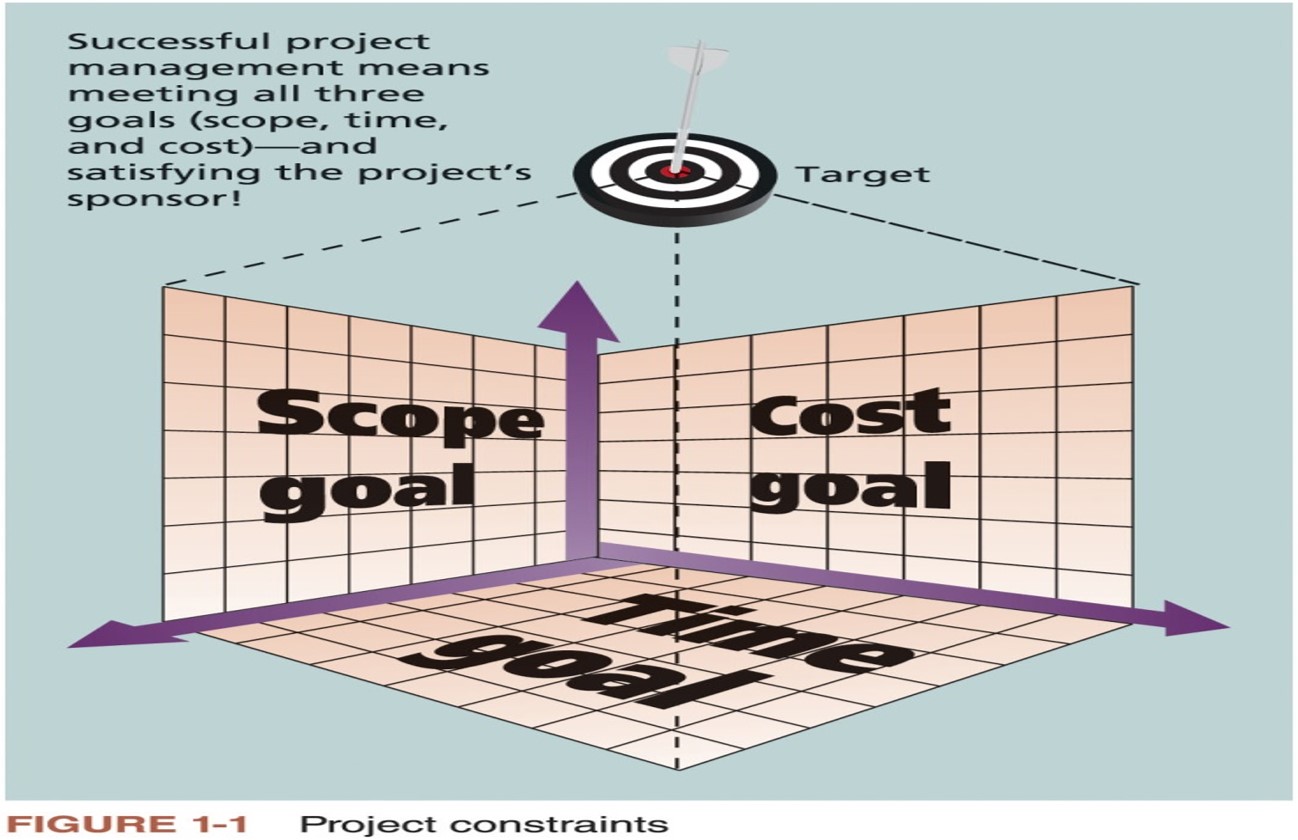 Successful project
management means
meeting all three
goals (scope, time,
and cost)—and
satisfying the project's
sponsor!
Target
Scope
goal
Cost
goal
Time
goal
FIGURE 1-1 Project constraints